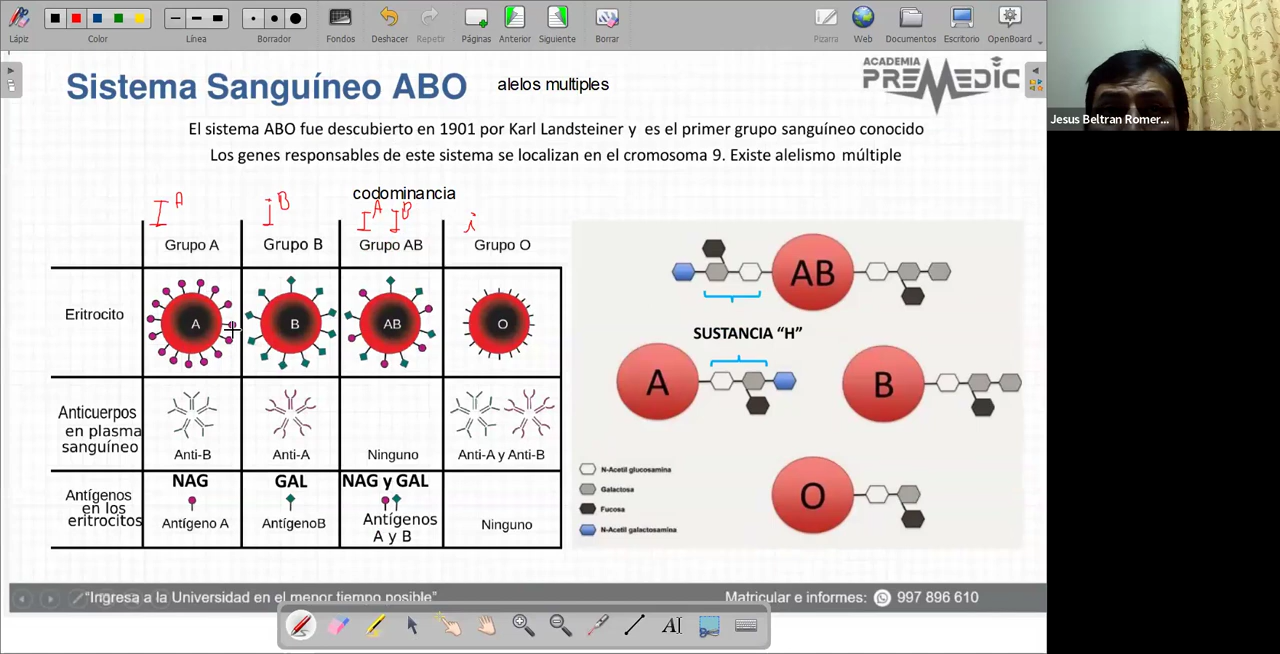 Lápiz
Color
Línea
Borrador
Fondos
Deshacer
Repetir
Páginas
Anterior
Siguiente
Borrar
Pizarra
Web
Documentos
Escritorio
OpenBoard
Sistema Sanguíneo ABO
alelos multiples
ACADEMIA
PREMEDIC
Jesus Beltran Romer...
El sistema ABO fue descubierto en 1901 por Karl Landsteiner y es el primer grupo sanguíneo conocido
Los genes responsables de este sistema se localizan en el cromosoma 9. Existe alelismo múltiple
codominancia
I^A I^B I^A I^B i
Grupo A Grupo B Grupo AB Grupo O
Eritrocito
A B AB O
Anticuerpos
en plasma
sanguíneo
Anti-B Anti-A Ninguno Anti-A y Anti-B
NAG GAL NAG y GAL
Antígenos
en los
eritrocitos
Antígeno A AntígenoB Antígenos
A y B
Ninguno
AB
SUSTANCIA "H"
A B
O
N-Acetil glucosamina
Galactosa
Fucosa
N-Acetil galactosamina
"Ingresa a la Universidad en el menor tiempo posible"
Matricular e informes: 997 896 610